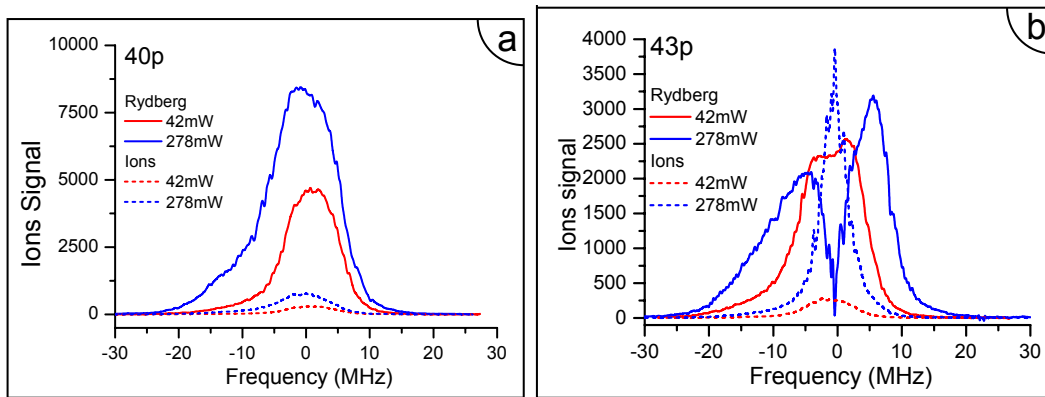 a
40p
Rydberg
42mW
278mW
Ions
42mW
278mW
10000
7500
5000
2500
0
-30 -20 -10 0 10 20 30
Ions Signal
Frequency (MHz)
b
43p
Rydberg
42mW
278mW
Ions
42mW
278mW
4000
3500
3000
2500
2000
1500
1000
500
0
-30 -20 -10 0 10 20 30
Ions signal
Frequency (MHz)